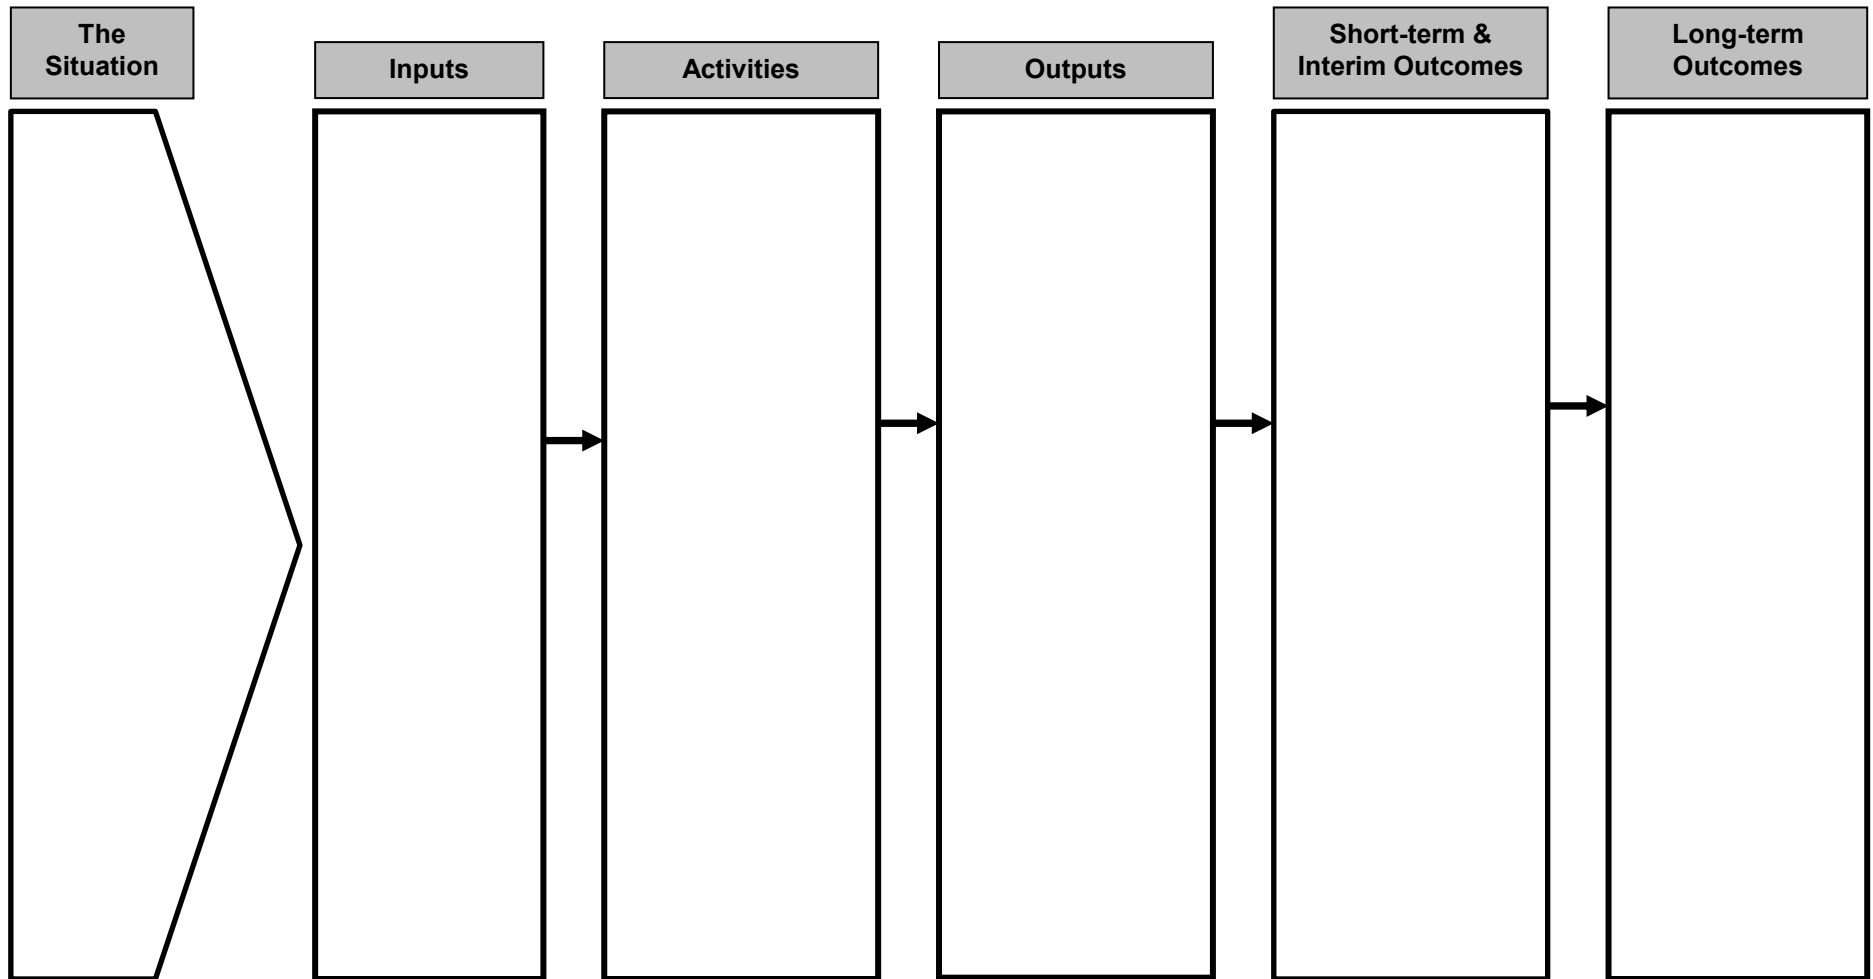 The
Situation
Inputs
Activities
Outputs
Short-term &
Interim Outcomes
Long-term
Outcomes